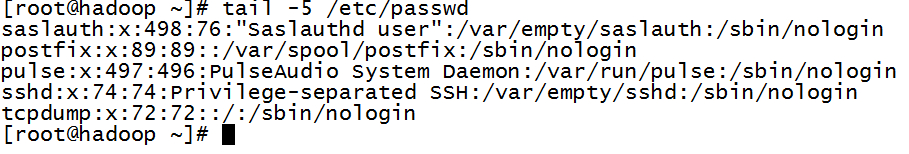 [root@hadoop ~]# tail -5 /etc/passwd
saslauth:x:498:76:"Saslauthd user":/var/empty/saslauth:/sbin/nologin
postfix:x:89:89::/var/spool/postfix:/sbin/nologin
pulse:x:497:496:PulseAudio System Daemon:/var/run/pulse:/sbin/nologin
sshd:x:74:74:Privilege-separated SSH:/var/empty/sshd:/sbin/nologin
tcpdump:x:72:72::/:/sbin/nologin
[root@hadoop ~]#